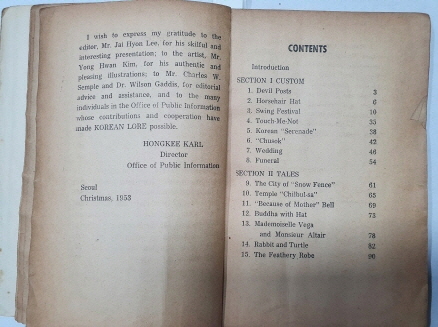 I wish to express my gratitude to the
editor, Mr. Jai Hyon Lee, for his skilful and
interesting presentation; to the artist, Mr.
Yong Hwan Kim, for his authentic and
pleasing illustrations; to Mr. Charles W.
Semple and Dr. Wilson Gaddis, for editorial
advice and assistance, and to the many
individuals in the Office of Public Information
whose contributions and cooperation have
made KOREAN LORE possible.
HONGKEE KARL
Director
Office of Public Information
Seoul
Christmas, 1953
CONTENTS
Introduction
SECTION I CUSTOM
1. Devil Posts 3
2. Horsehair Hat 6
3. Swing Festival 10
4. Touch-Me-Not 35
5. Korean "Serenade" 38
6. "Chusok" 42
7. Wedding 46
8. Funeral 54
SECTION II TALES
9. The City of "Snow Fence" 61
10. Temple "Chilbul-sa" 65
11. "Because of Mother" Bell 69
12. Buddha with Hat 73
13. Mademoiselle Vega
and Monsieur Altair 78
14. Rabbit and Turtle 82
15. The Feathery Robe 90